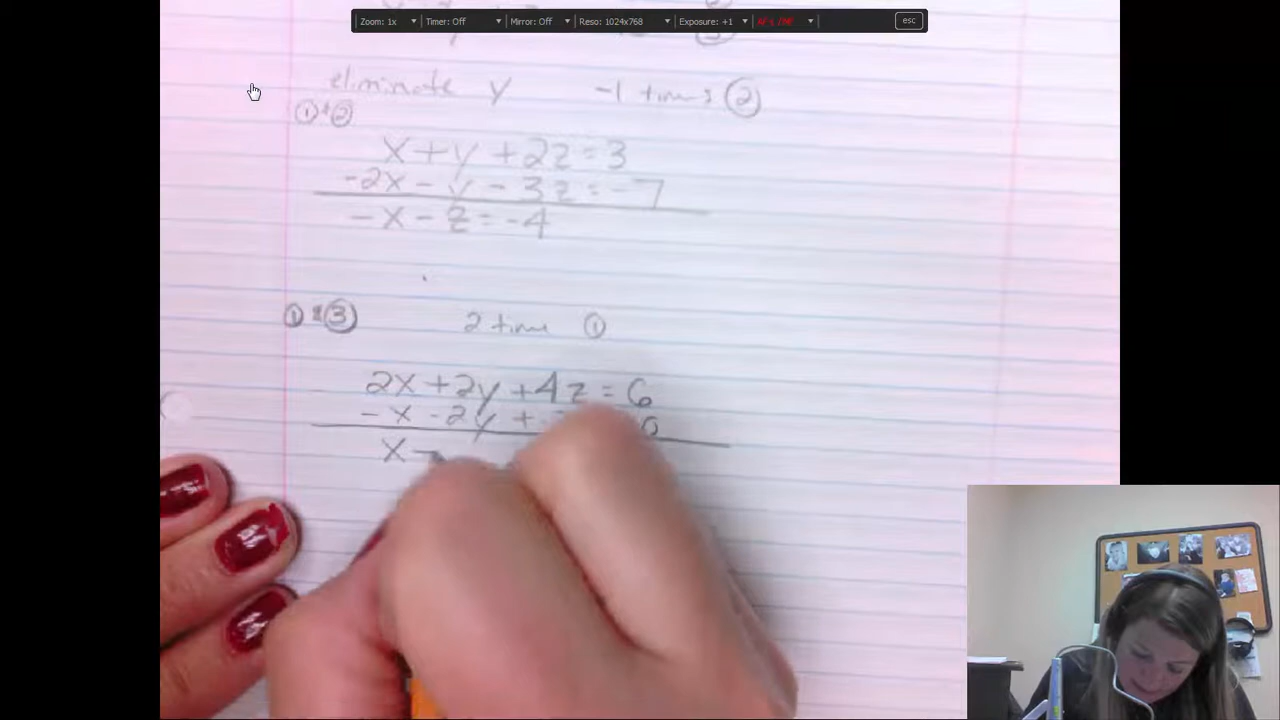 Zoom: 1x Timer: Off Mirror: Off Reso: 1024x768 Exposure: +1 esc
eliminate y -1 times ②
① & ②
x + y + 2z = 3
-2x - y - 3z = -7
-x - z = -4
① & ③ 2 time ①
2x + 2y + 4z = 6
-x - 2y +
x